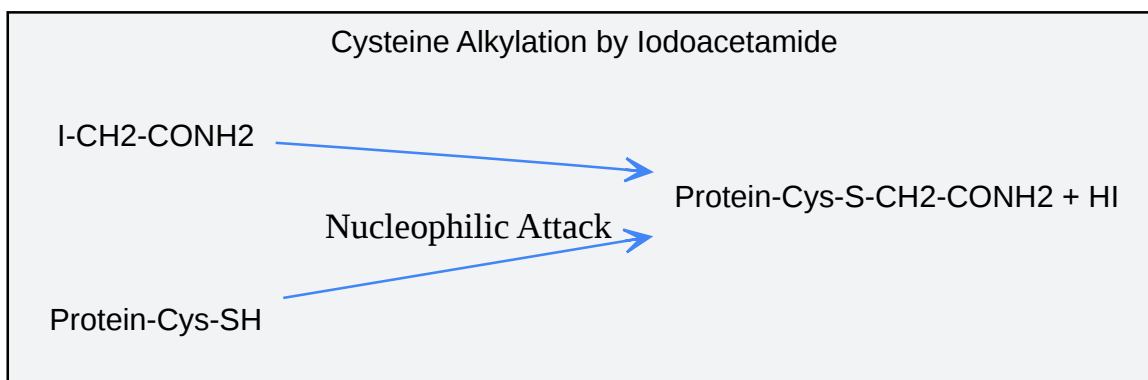 Cysteine Alkylation by Iodoacetamide
I-CH2-CONH2
Protein-Cys-S-CH2-CONH2 + HI
Nucleophilic Attack
Protein-Cys-SH